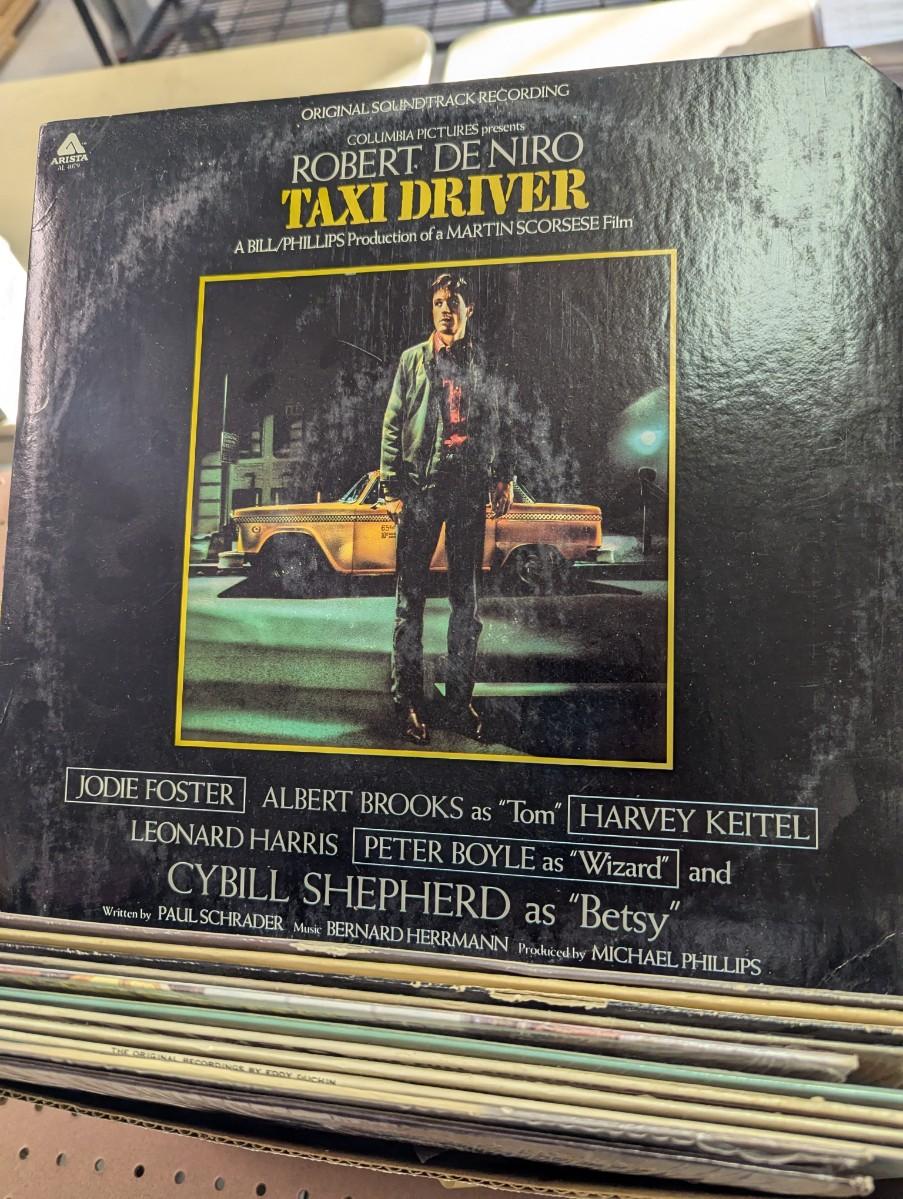 ORIGINAL SOUNDTRACK RECORDING
ARISTA
COLUMBIA PICTURES presents
ROBERT DE NIRO
TAXI DRIVER
A BILL/PHILLIPS Production of a MARTIN SCORSESE Film
JODIE FOSTER ALBERT BROOKS as "Tom" HARVEY KEITEL
LEONARD HARRIS PETER BOYLE as "Wizard" and
CYBILL SHEPHERD as "Betsy"
Written by PAUL SCHRADER Music BERNARD HERRMANN Produced by MICHAEL PHILLIPS
THE ORIGINAL RECORDINGS BY EDDY DUCHIN